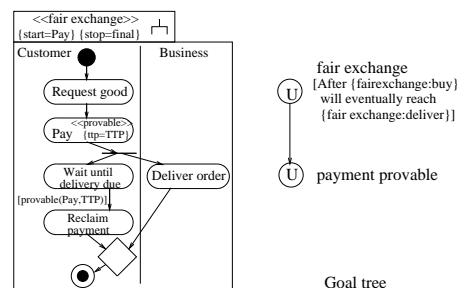 <<fair exchange>>
{start=Pay} {stop=final}
Customer
Business
Request good
<<provable>>
Pay {ttp=TTP}
Wait until
delivery due
Deliver order
[provable(Pay,TTP)]
Reclaim
payment
fair exchange
[After {fairexchange:buy}
will eventually reach
{fair exchange:deliver}]
U
U
payment provable
Goal tree